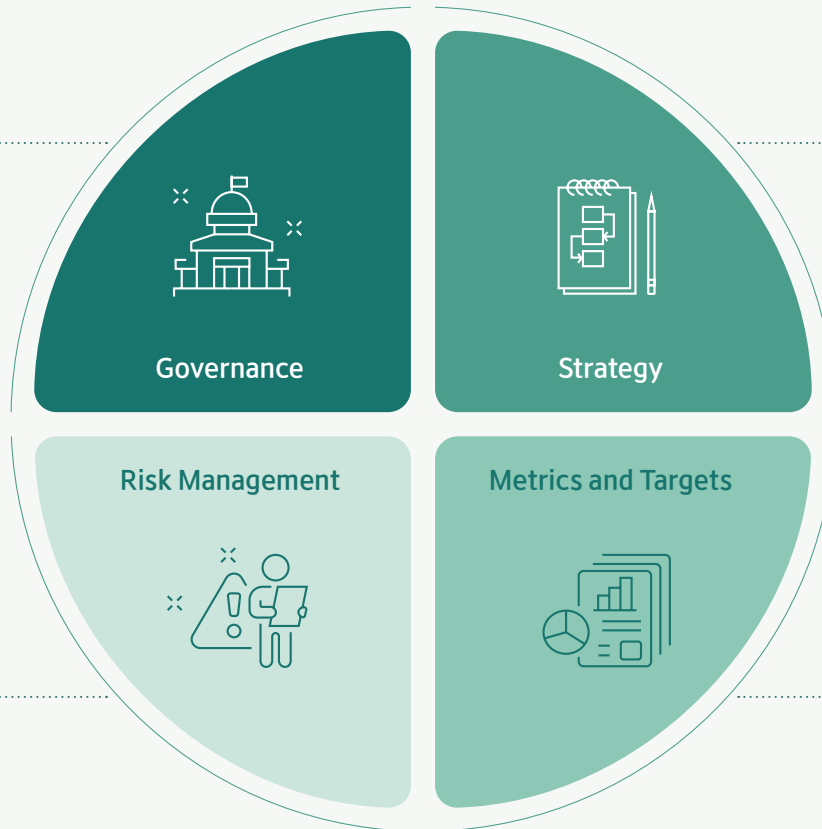 Governance
Strategy
Risk Management
Metrics and Targets